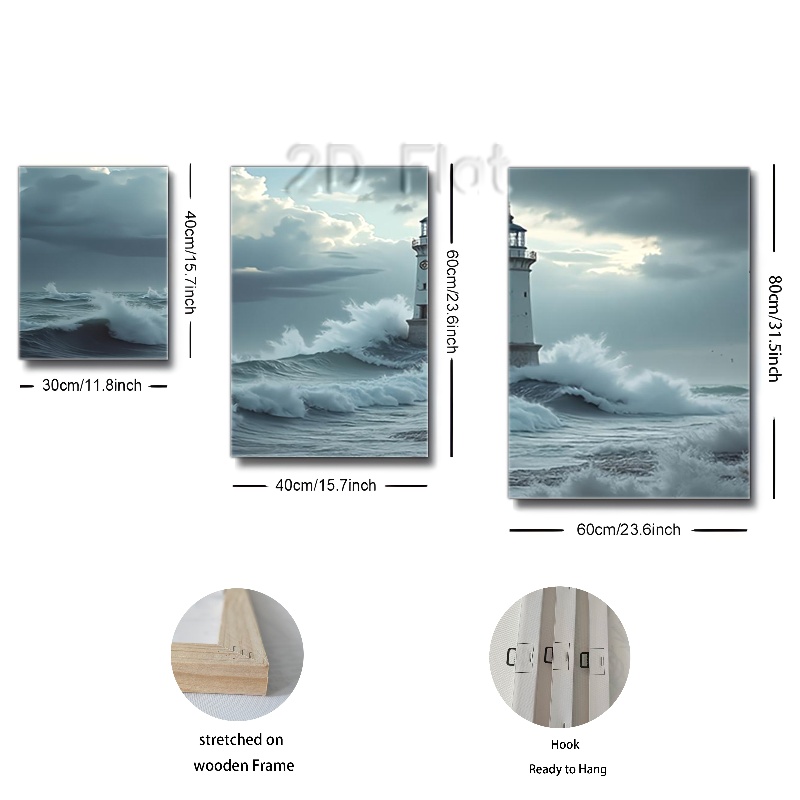 2D Flat
40cm/15.7inch
30cm/11.8inch
60cm/23.6inch
40cm/15.7inch
80cm/31.5inch
60cm/23.6inch
stretched on
wooden Frame
Hook
Ready to Hang